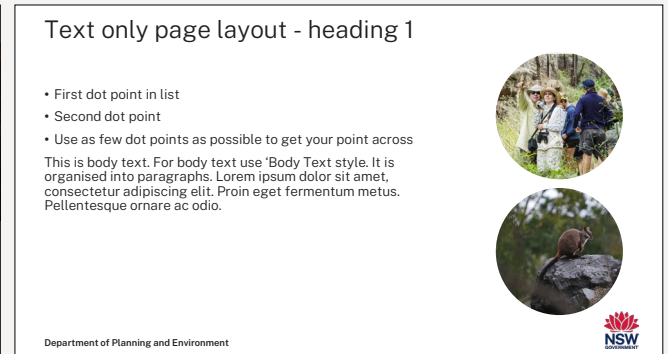 Text only page layout - heading 1
• First dot point in list
• Second dot point
• Use as few dot points as possible to get your point across
This is body text. For body text use ‘Body Text style. It is
organised into paragraphs. Lorem ipsum dolor sit amet,
consectetur adipiscing elit. Proin eget fermentum metus.
Pellentesque ornare ac odio.
Department of Planning and Environment
NSW
GOVERNMENT